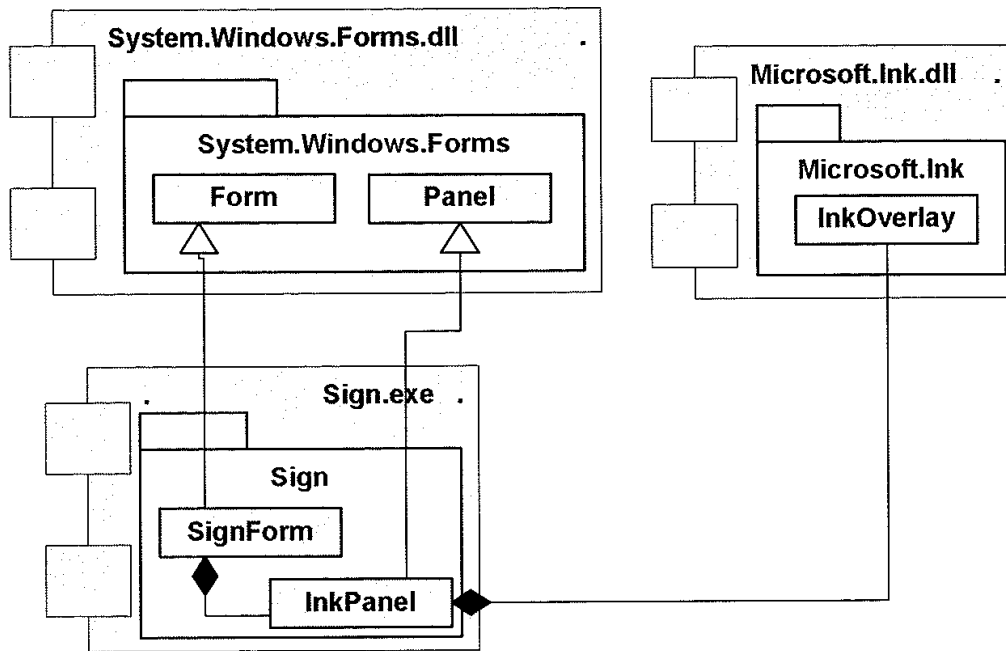 System.Windows.Forms.dll
System.Windows.Forms
Form
Panel
Microsoft.Ink.dll
Microsoft.Ink
InkOverlay
Sign.exe
Sign
SignForm
InkPanel